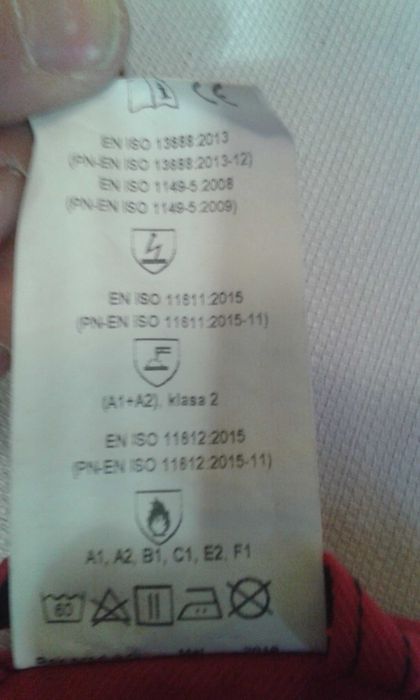 CE
EN ISO 13688:2013
(PN-EN ISO 13688:2013-12)
EN ISO 1149-5:2008
(PN-EN ISO 1149-5:2009)
EN ISO 11611:2015
(PN-EN ISO 11611:2015-11)
(A1+A2), klasa 2
EN ISO 11612:2015
(PN-EN ISO 11612:2015-11)
A1, A2, B1, C1, E2, F1
60